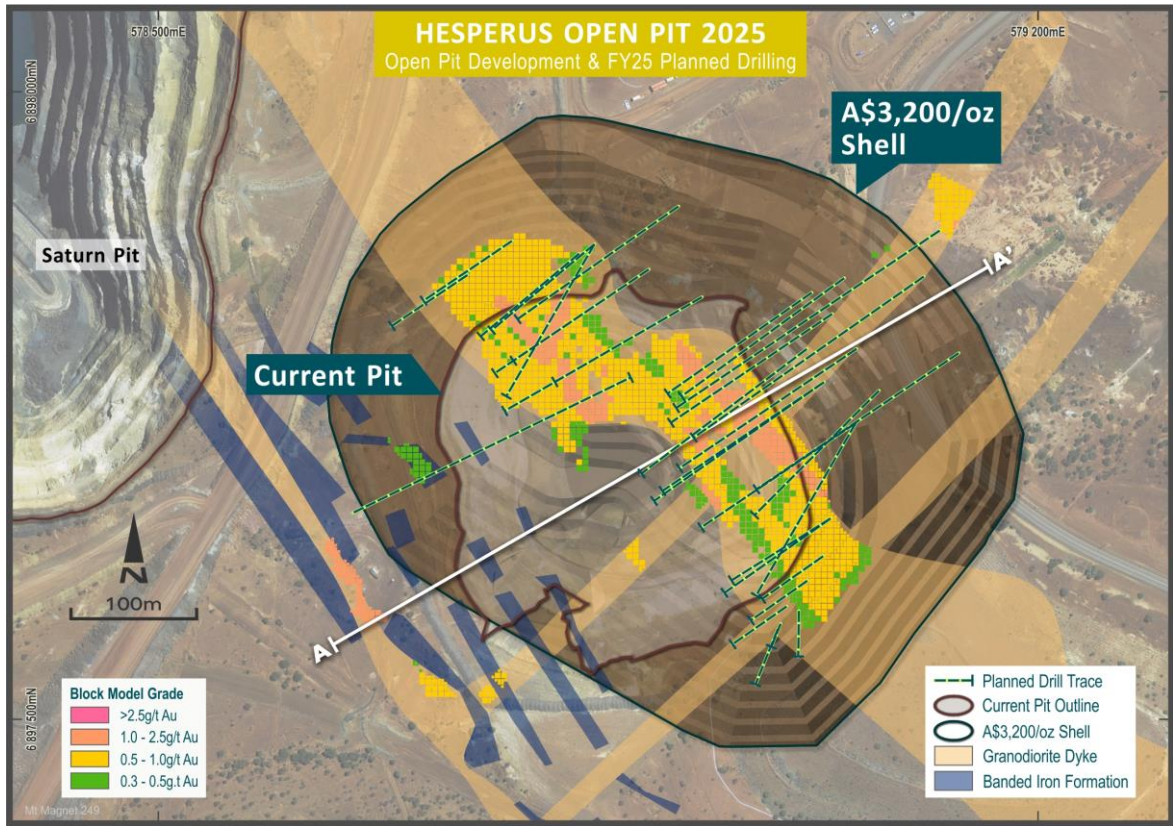 HESPERUS OPEN PIT 2025
Open Pit Development & FY25 Planned Drilling
578 500mE
579 200mE
6 898 000mN
A$3,200/oz
Shell
Saturn Pit
A'
Current Pit
N
100m
A
6 897 500mN
Block Model Grade
>2.5g/t Au
1.0 - 2.5g/t Au
0.5 - 1.0g/t Au
0.3 - 0.5g.t Au
Planned Drill Trace
Current Pit Outline
A$3,200/oz Shell
Granodiorite Dyke
Banded Iron Formation
Mt Magnet 249